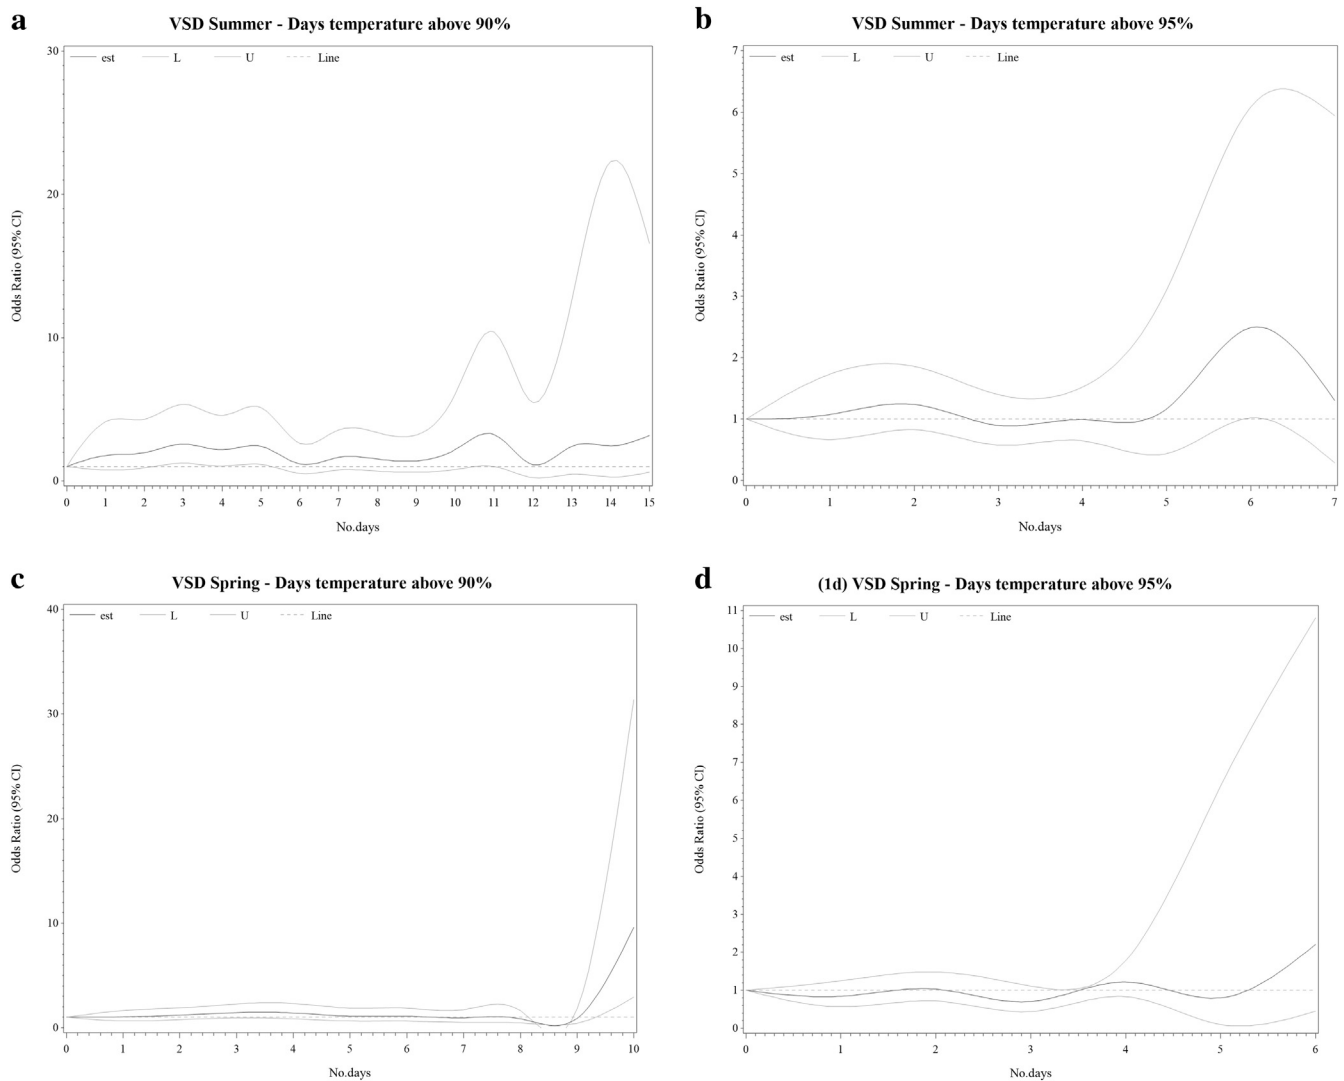 a
VSD Summer - Days temperature above 90%
est L U Line
30
20
10
0
Odds Ratio (95% CI)
0 1 2 3 4 5 6 7 8 9 10 11 12 13 14 15
No.days
b
VSD Summer - Days temperature above 95%
est L U Line
7
6
5
4
3
2
1
0
Odds Ratio (95% CI)
0 1 2 3 4 5 6 7
No.days
c
VSD Spring - Days temperature above 90%
est L U Line
40
30
20
10
0
Odds Ratio (95% CI)
0 1 2 3 4 5 6 7 8 9 10
No.days
d
(1d) VSD Spring - Days temperature above 95%
est L U Line
11
10
9
8
7
6
5
4
3
2
1
0
Odds Ratio (95% CI)
0 1 2 3 4 5 6
No.days